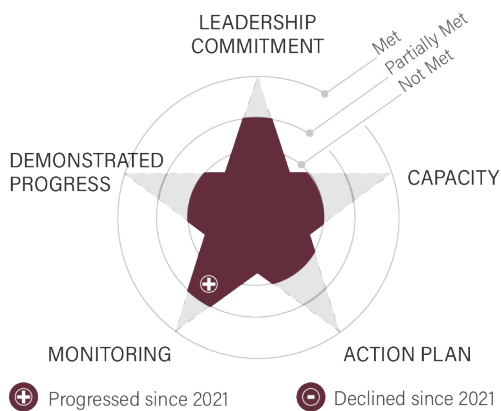 LEADERSHIP
COMMITMENT
Met
Partially Met
Not Met
DEMONSTRATED
PROGRESS
CAPACITY
MONITORING
ACTION PLAN
Progressed since 2021
Declined since 2021